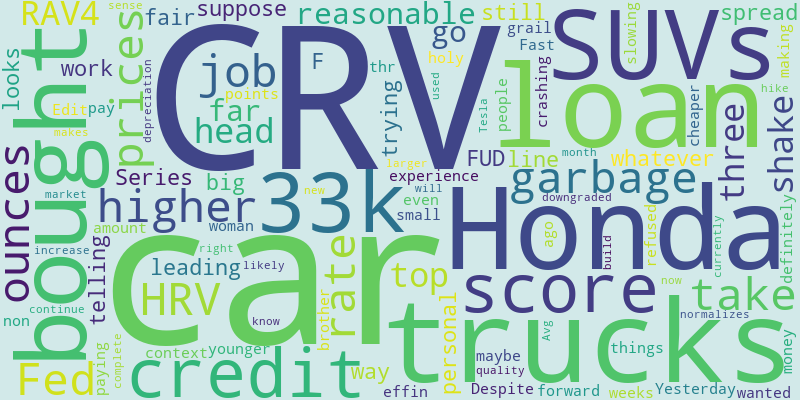 RAV4
fair
suppose
reasonable
still
spread
sense
looks
bought
work
prices
CRV
job
F
go
grail
SUVs
slowing
making
holy
Fast
Edit
pay
depreciation
far
points
thr
trying
used
Tesla
people
crashing
loan
cheaper
hike
makes
head
ounces
Series
big
larger
experience
FUD
line
whatever
three
shake
market
higher
33k
will
even
garbage
month
new
small
downgraded
amount
woman
Honda
telling
car
rate
ago
build
refused
currently
definitely
increase
leading
likely
right
top
score
take
non
HRV
know
brother
personal
now
normalizes
continue
context
younger
trucks
Avg
money
Fed
paying
complete
credit
way
maybe
quality
things
effin
Despite
forward
weeks
Yesterday
wanted